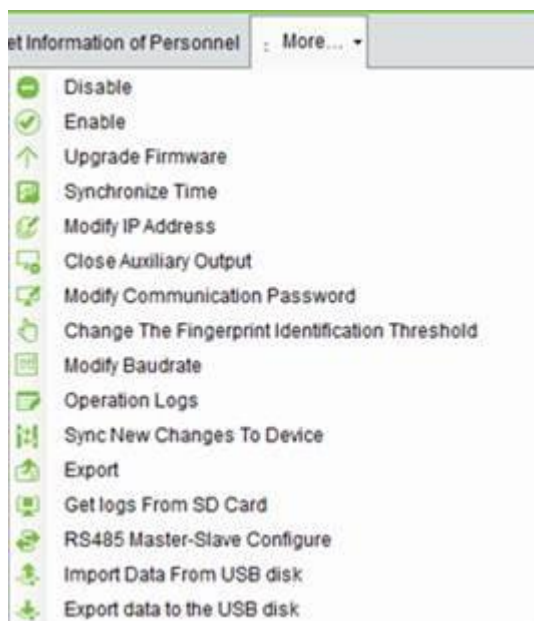 et Information of Personnel More...
Disable
Enable
Upgrade Firmware
Synchronize Time
Modify IP Address
Close Auxiliary Output
Modify Communication Password
Change The Fingerprint Identification Threshold
Modify Baudrate
Operation Logs
Sync New Changes To Device
Export
Get logs From SD Card
RS485 Master-Slave Configure
Import Data From USB disk
Export data to the USB disk